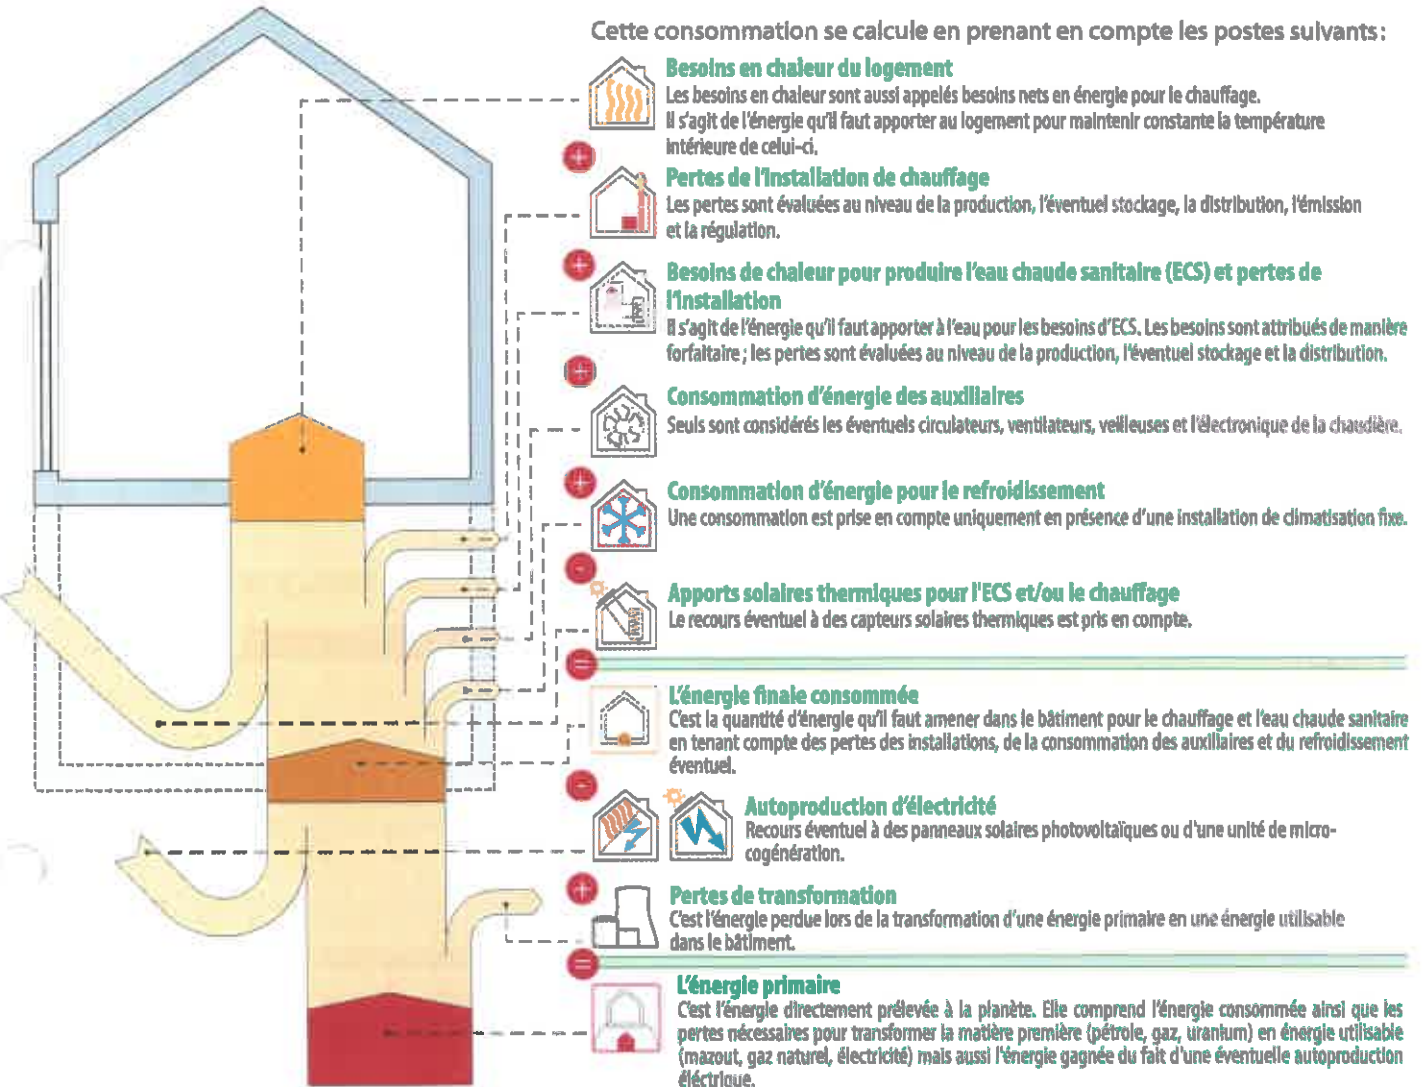 Cette consommation se calcule en prenant en compte les postes suivants :
Besoins en chaleur du logement
Les besoins en chaleur sont aussi appelés besoins nets en énergie pour le chauffage.
Il s'agit de l'énergie qu'il faut apporter au logement pour maintenir constante la température
intérieure de celui-ci.
+
Pertes de l'installation de chauffage
Les pertes sont évaluées au niveau de la production, l'éventuel stockage, la distribution, l'émission
et la régulation.
+
Besoins de chaleur pour produire l'eau chaude sanitaire (ECS) et pertes de
l'installation
Il s'agit de l'énergie qu'il faut apporter à l'eau pour les besoins d'ECS. Les besoins sont attribués de manière
forfaitaire ; les pertes sont évaluées au niveau de la production, l'éventuel stockage et la distribution.
+
Consommation d'énergie des auxiliaires
Seuls sont considérés les éventuels circulateurs, ventilateurs, veilleuses et l'électronique de la chaudière.
+
Consommation d'énergie pour le refroidissement
Une consommation est prise en compte uniquement en présence d'une installation de climatisation fixe.
-
Apports solaires thermiques pour l'ECS et/ou le chauffage
Le recours éventuel à des capteurs solaires thermiques est pris en compte.
=
L'énergie finale consommée
C'est la quantité d'énergie qu'il faut amener dans le bâtiment pour le chauffage et l'eau chaude sanitaire
en tenant compte des pertes des installations, de la consommation des auxiliaires et du refroidissement
éventuel.
-
Autoproduction d'électricité
Recours éventuel à des panneaux solaires photovoltaïques ou d'une unité de micro-
cogénération.
+
Pertes de transformation
C'est l'énergie perdue lors de la transformation d'une énergie primaire en une énergie utilisable
dans le bâtiment.
=
L'énergie primaire
C'est l'énergie directement prélevée à la planète. Elle comprend l'énergie consommée ainsi que les
pertes nécessaires pour transformer la matière première (pétrole, gaz, uranium) en énergie utilisable
(mazout, gaz naturel, électricité) mais aussi l'énergie gagnée du fait d'une éventuelle autoproduction
électrique.